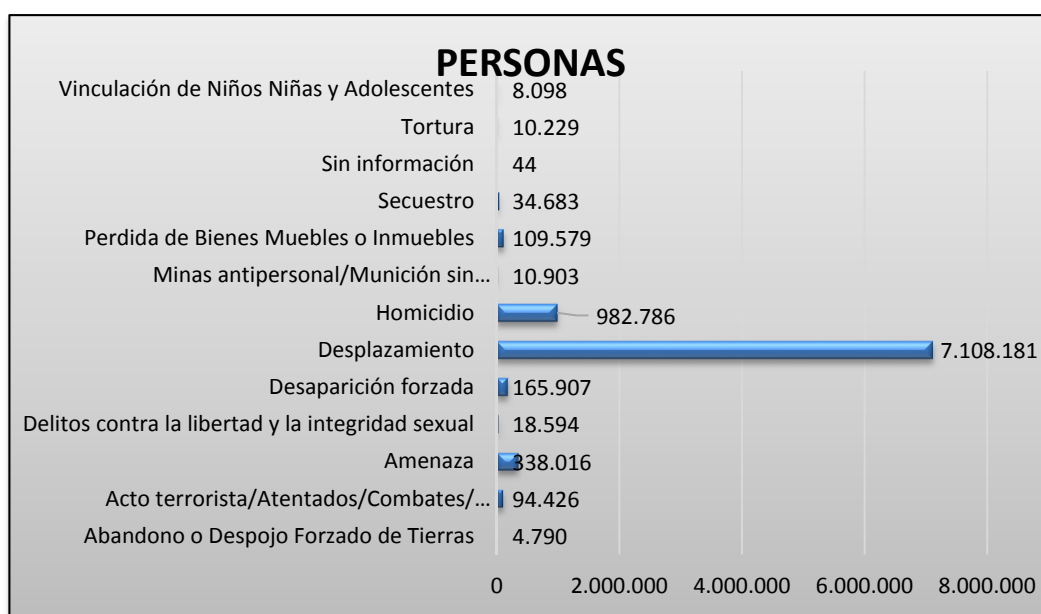 PERSONAS
Vinculación de Niños Niñas y Adolescentes 8.098
Tortura 10.229
Sin información 44
Secuestro 34.683
Perdida de Bienes Muebles o Inmuebles 109.579
Minas antipersonal/Munición sin... 10.903
Homicidio 982.786
Desplazamiento 7.108.181
Desaparición forzada 165.907
Delitos contra la libertad y la integridad sexual 18.594
Amenaza 338.016
Acto terrorista/Atentados/Combates/... 94.426
Abandono o Despojo Forzado de Tierras 4.790
0 2.000.000 4.000.000 6.000.000 8.000.000